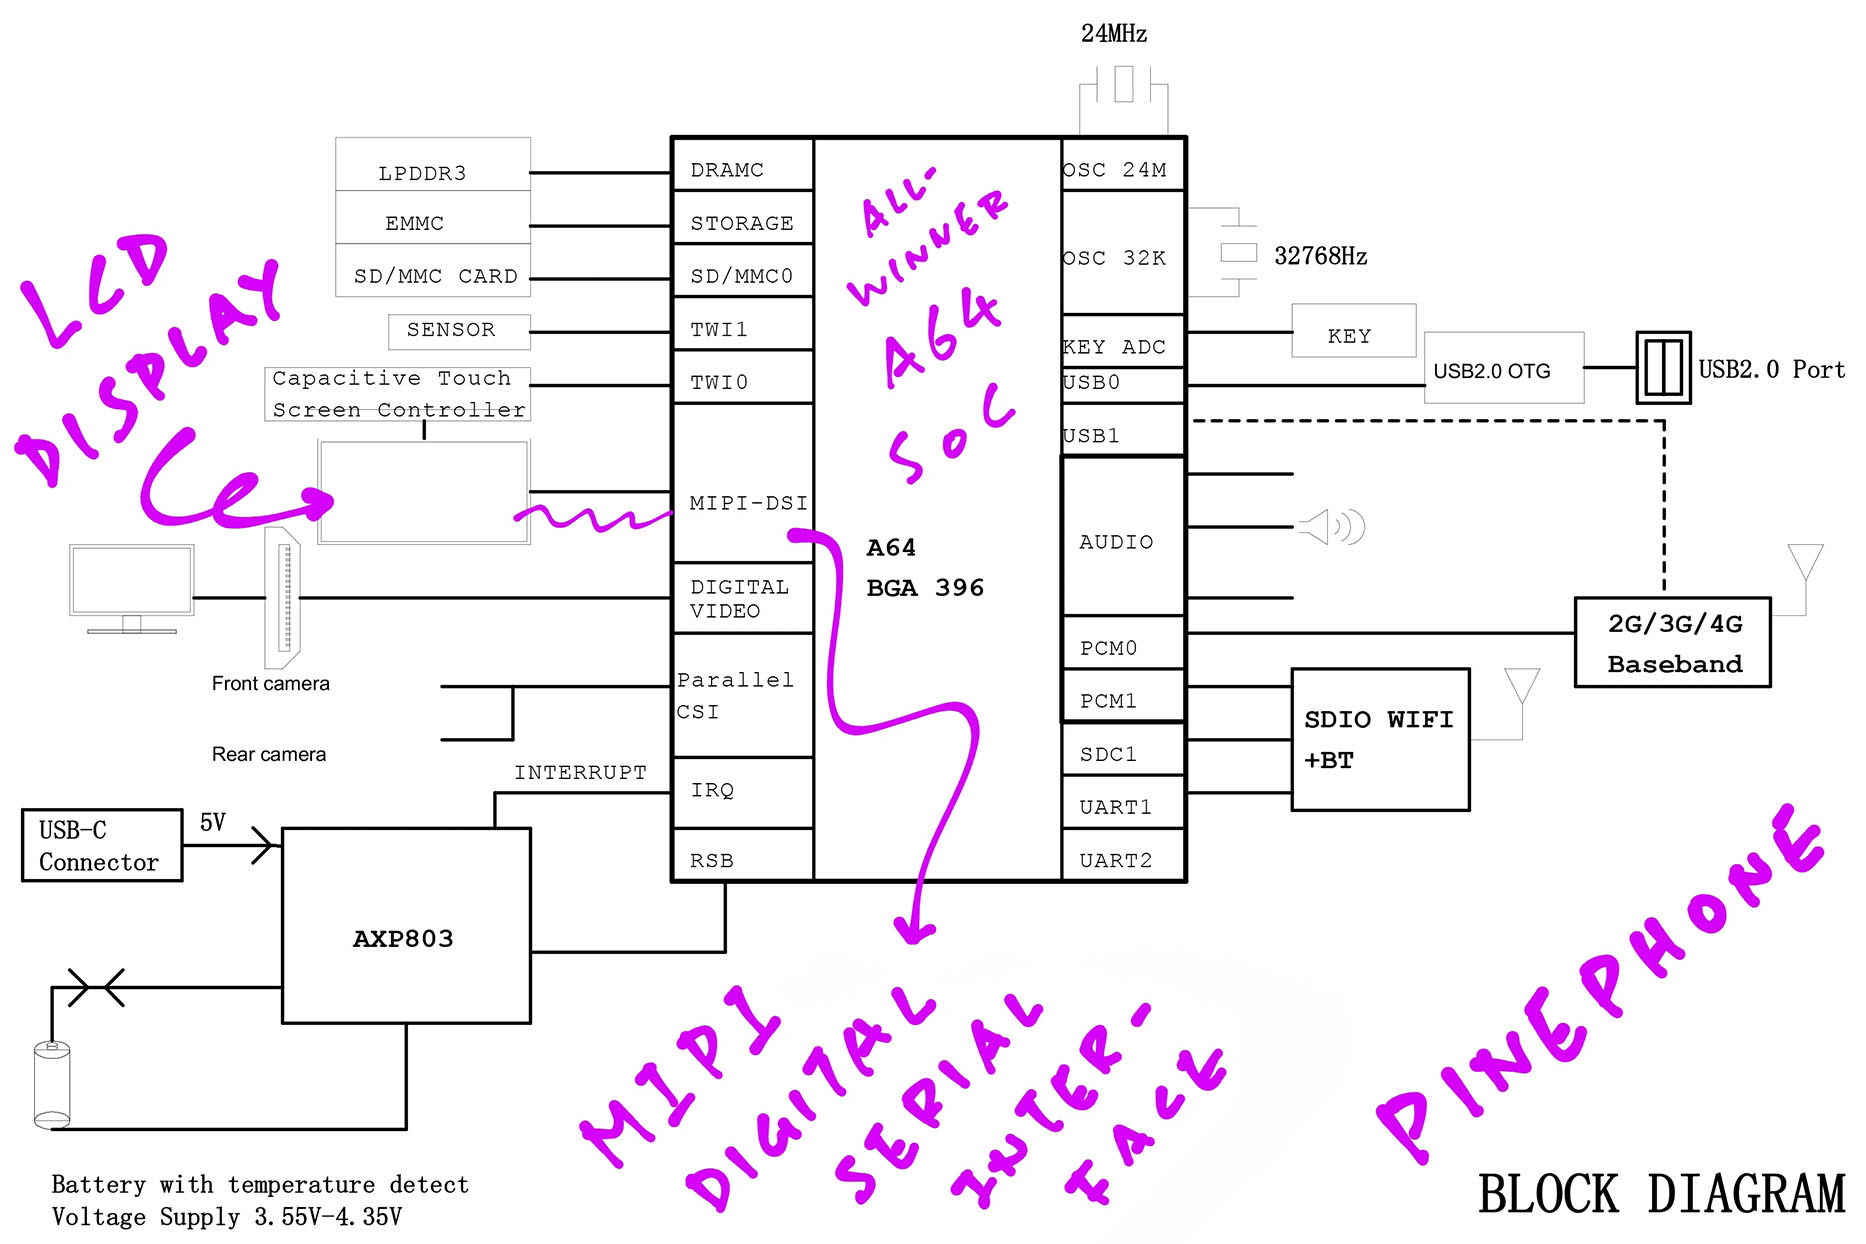 24MHz
LPDDR3
EMMC
SD/MMC CARD
SENSOR
Capacitive Touch
Screen Controller
LCD
DISPLAY
DRAMC
STORAGE
SD/MMC0
TWI1
TWI0
MIPI-DSI
DIGITAL
VIDEO
Parallel
CSI
IRQ
RSB
ALL-
WINNER
A64
SOC
A64
BGA 396
OSC 24M
OSC 32K
KEY ADC
USB0
USB1
AUDIO
PCM0
PCM1
SDC1
UART1
UART2
32768Hz
KEY
USB2.0 OTG
USB2.0 Port
2G/3G/4G
Baseband
SDIO WIFI
+BT
Front camera
Rear camera
INTERRUPT
USB-C
Connector
5V
AXP803
Battery with temperature detect
Voltage Supply 3.55V-4.35V
MIPI
DIGITAL
SERIAL
INTER-
FACE
PINEPHONE
BLOCK DIAGRAM